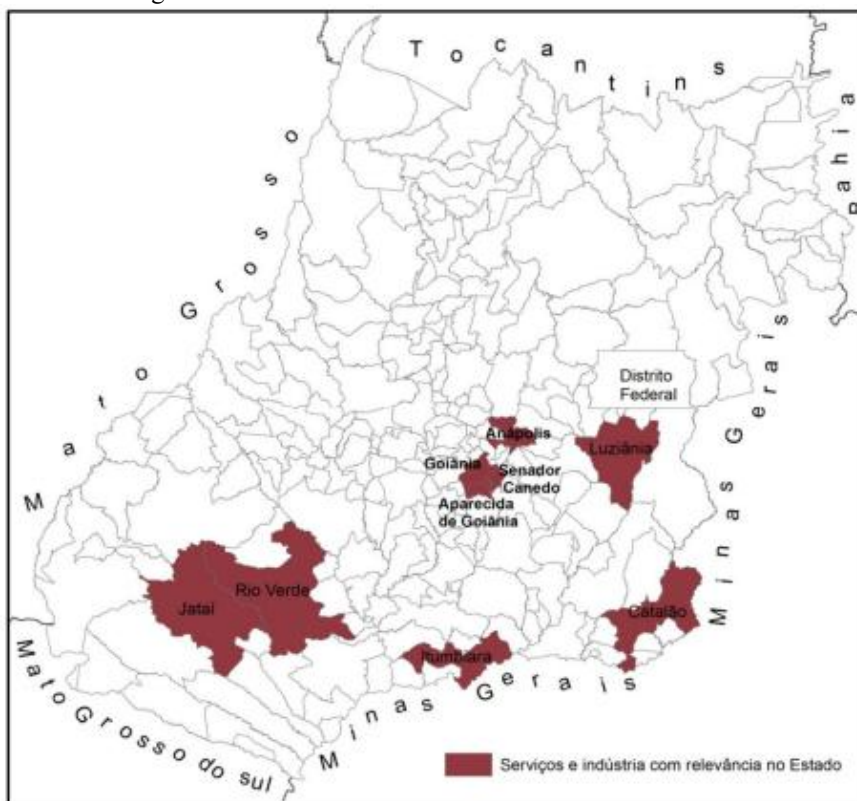 Tocantins
Bahia
Mato Grosso
Distrito
Federal
Minas Gerais
Anápolis
Luziânia
Goiânia
Senador
Canedo
Aparecida
de Goiânia
Rio Verde
Jataí
Catalão
Itumbiara
Minas Gerais
Mato Grosso do sul
Serviços e indústria com relevância no Estado